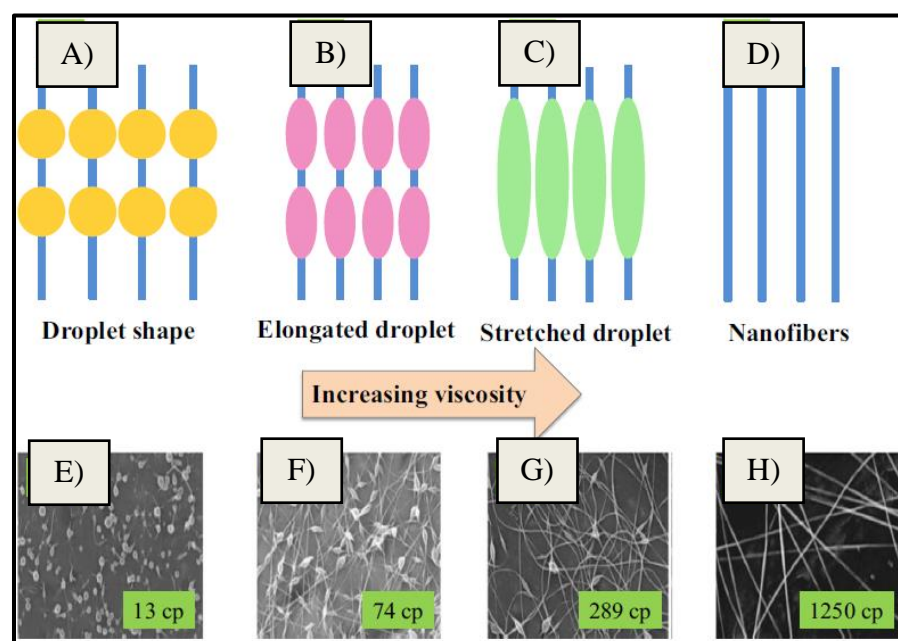 A)
B)
C)
D)
Droplet shape
Elongated droplet
Stretched droplet
Nanofibers
Increasing viscosity
E)
F)
G)
H)
13 cp
74 cp
289 cp
1250 cp